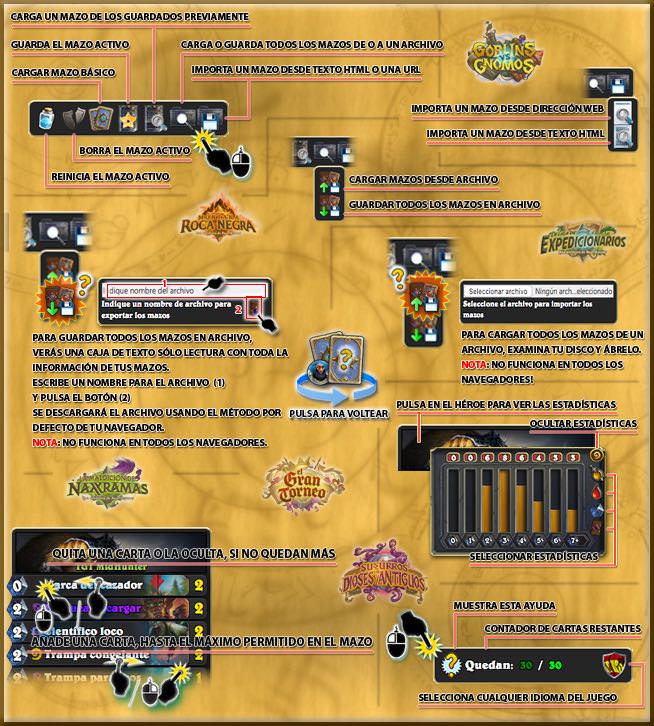 CARGA UN MAZO DE LOS GUARDADOS PREVIAMENTE
GUARDA EL MAZO ACTIVO
CARGA O GUARDA TODOS LOS MAZOS DE O A UN ARCHIVO
CARGAR MAZO BÁSICO
IMPORTA UN MAZO DESDE TEXTO HTML O UNA URL
GOBLINS
GNOMOS
BORRA EL MAZO ACTIVO
REINICIA EL MAZO ACTIVO
IMPORTA UN MAZO DESDE DIRECCIÓN WEB
IMPORTA UN MAZO DESDE TEXTO HTML
CARGAR MAZOS DESDE ARCHIVO
GUARDAR TODOS LOS MAZOS EN ARCHIVO
ROCA NEGRA
EXPEDICIONARIOS
dique nombre del archivo
1
Indique un nombre de archivo para
exportar los mazos
2
Seleccionar archivo
Ningún arch...eleccionado
Seleccione el archivo para importar los
mazos
PARA GUARDAR TODOS LOS MAZOS EN ARCHIVO,
VERÁS UNA CAJA DE TEXTO SÓLO LECTURA CON TODA LA
INFORMACIÓN DE TUS MAZOS.
ESCRIBE UN NOMBRE PARA EL ARCHIVO (1)
Y PULSA EL BOTÓN (2)
SE DESCARGARÁ EL ARCHIVO USANDO EL MÉTODO POR
DEFECTO DE TU NAVEGADOR.
NOTA: NO FUNCIONA EN TODOS LOS NAVEGADORES.
PARA CARGAR TODOS LOS MAZOS DE UN
ARCHIVO, EXAMINA TU DISCO Y ÁBRELO.
NOTA: NO FUNCIONA EN TODOS LOS
NAVEGADORES!
PULSA PARA VOLTEAR
PULSA EN EL HÉROE PARA VER LAS ESTADÍSTICAS
OCULTAR ESTADÍSTICAS
0 0 6 6 4 3 3
0 1 2 3 4 5 6 7+
SELECCIONAR ESTADÍSTICAS
LA MALDICIÓN DE
NAXXRAMAS
el
Gran
Torneo
SUSURROS
DIOSES ANTIGUOS
QUITA UNA CARTA O LA OCULTA, SI NO QUEDAN MÁS
TGT Midhunter
0 arca del cazador 2
2 cargar 2
2 ientífico loco 2
AÑADE UNA CARTA, HASTA EL MÁXIMO PERMITIDO EN EL MAZO
2 Trampa congelante 2
2 Trampa 1
MUESTRA ESTA AYUDA
CONTADOR DE CARTAS RESTANTES
Quedan: 30 / 30
SELECCIONA CUALQUIER IDIOMA DEL JUEGO